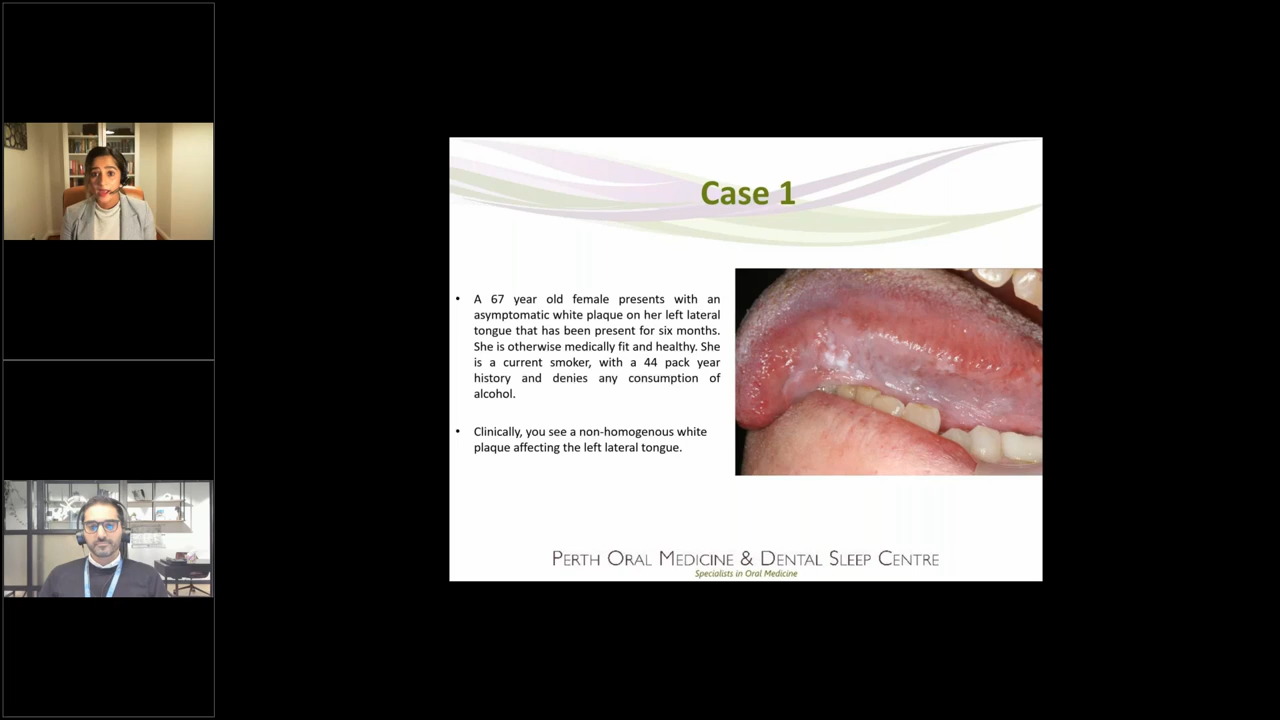 Case 1
• A 67 year old female presents with an
asymptomatic white plaque on her left lateral
tongue that has been present for six months.
She is otherwise medically fit and healthy. She
is a current smoker, with a 44 pack year
history and denies any consumption of
alcohol.
• Clinically, you see a non-homogenous white
plaque affecting the left lateral tongue.
PERTH ORAL MEDICINE & DENTAL SLEEP CENTRE
Specialists in Oral Medicine